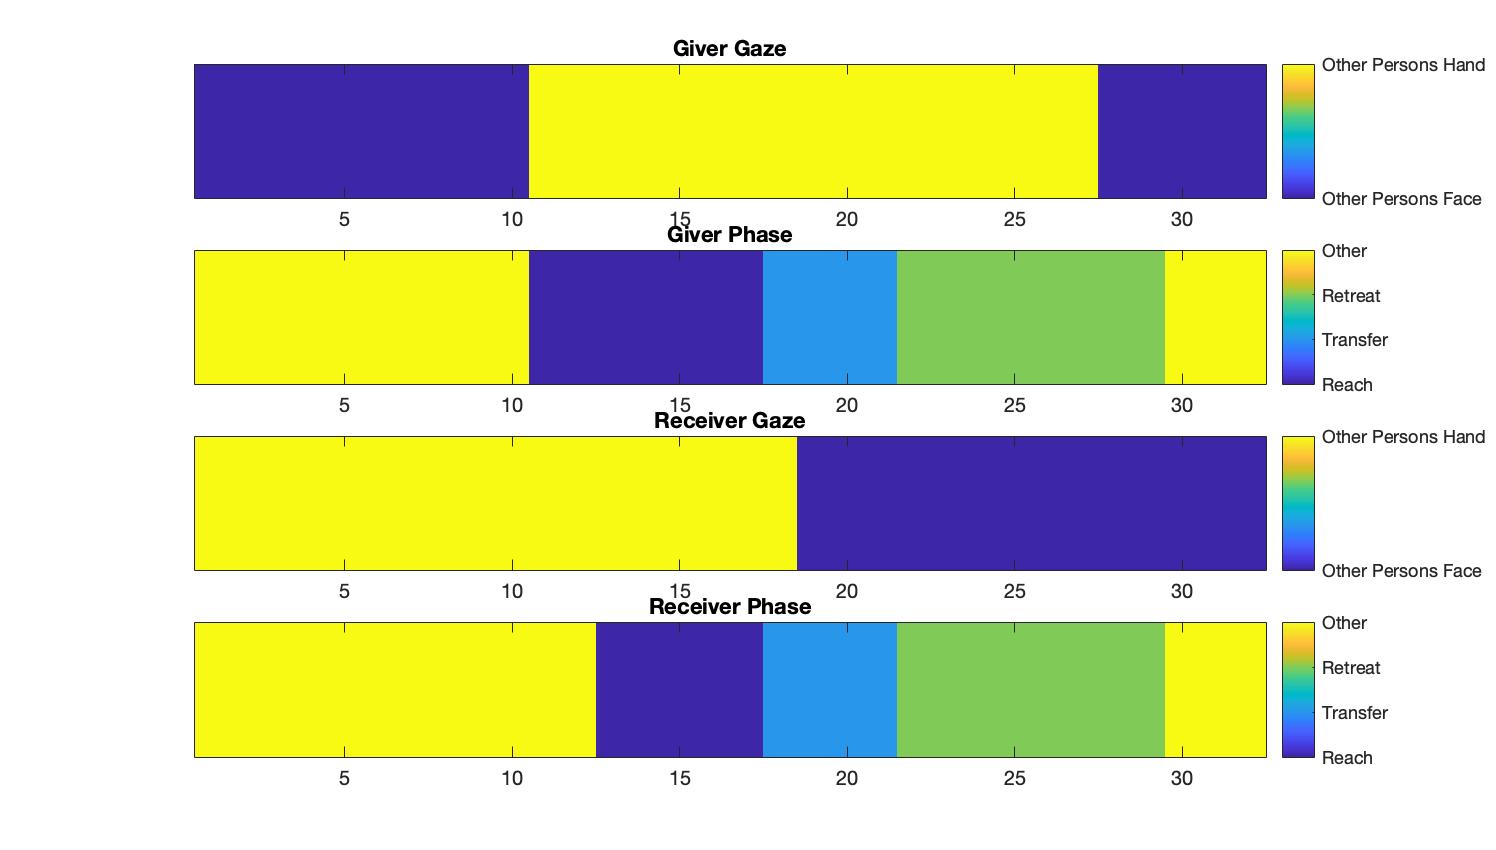 Giver Gaze
Other Persons Hand
Other Persons Face
5 10 15 20 25 30
Giver Phase
Other
Retreat
Transfer
Reach
5 10 15 20 25 30
Receiver Gaze
Other Persons Hand
Other Persons Face
5 10 15 20 25 30
Receiver Phase
Other
Retreat
Transfer
Reach
5 10 15 20 25 30